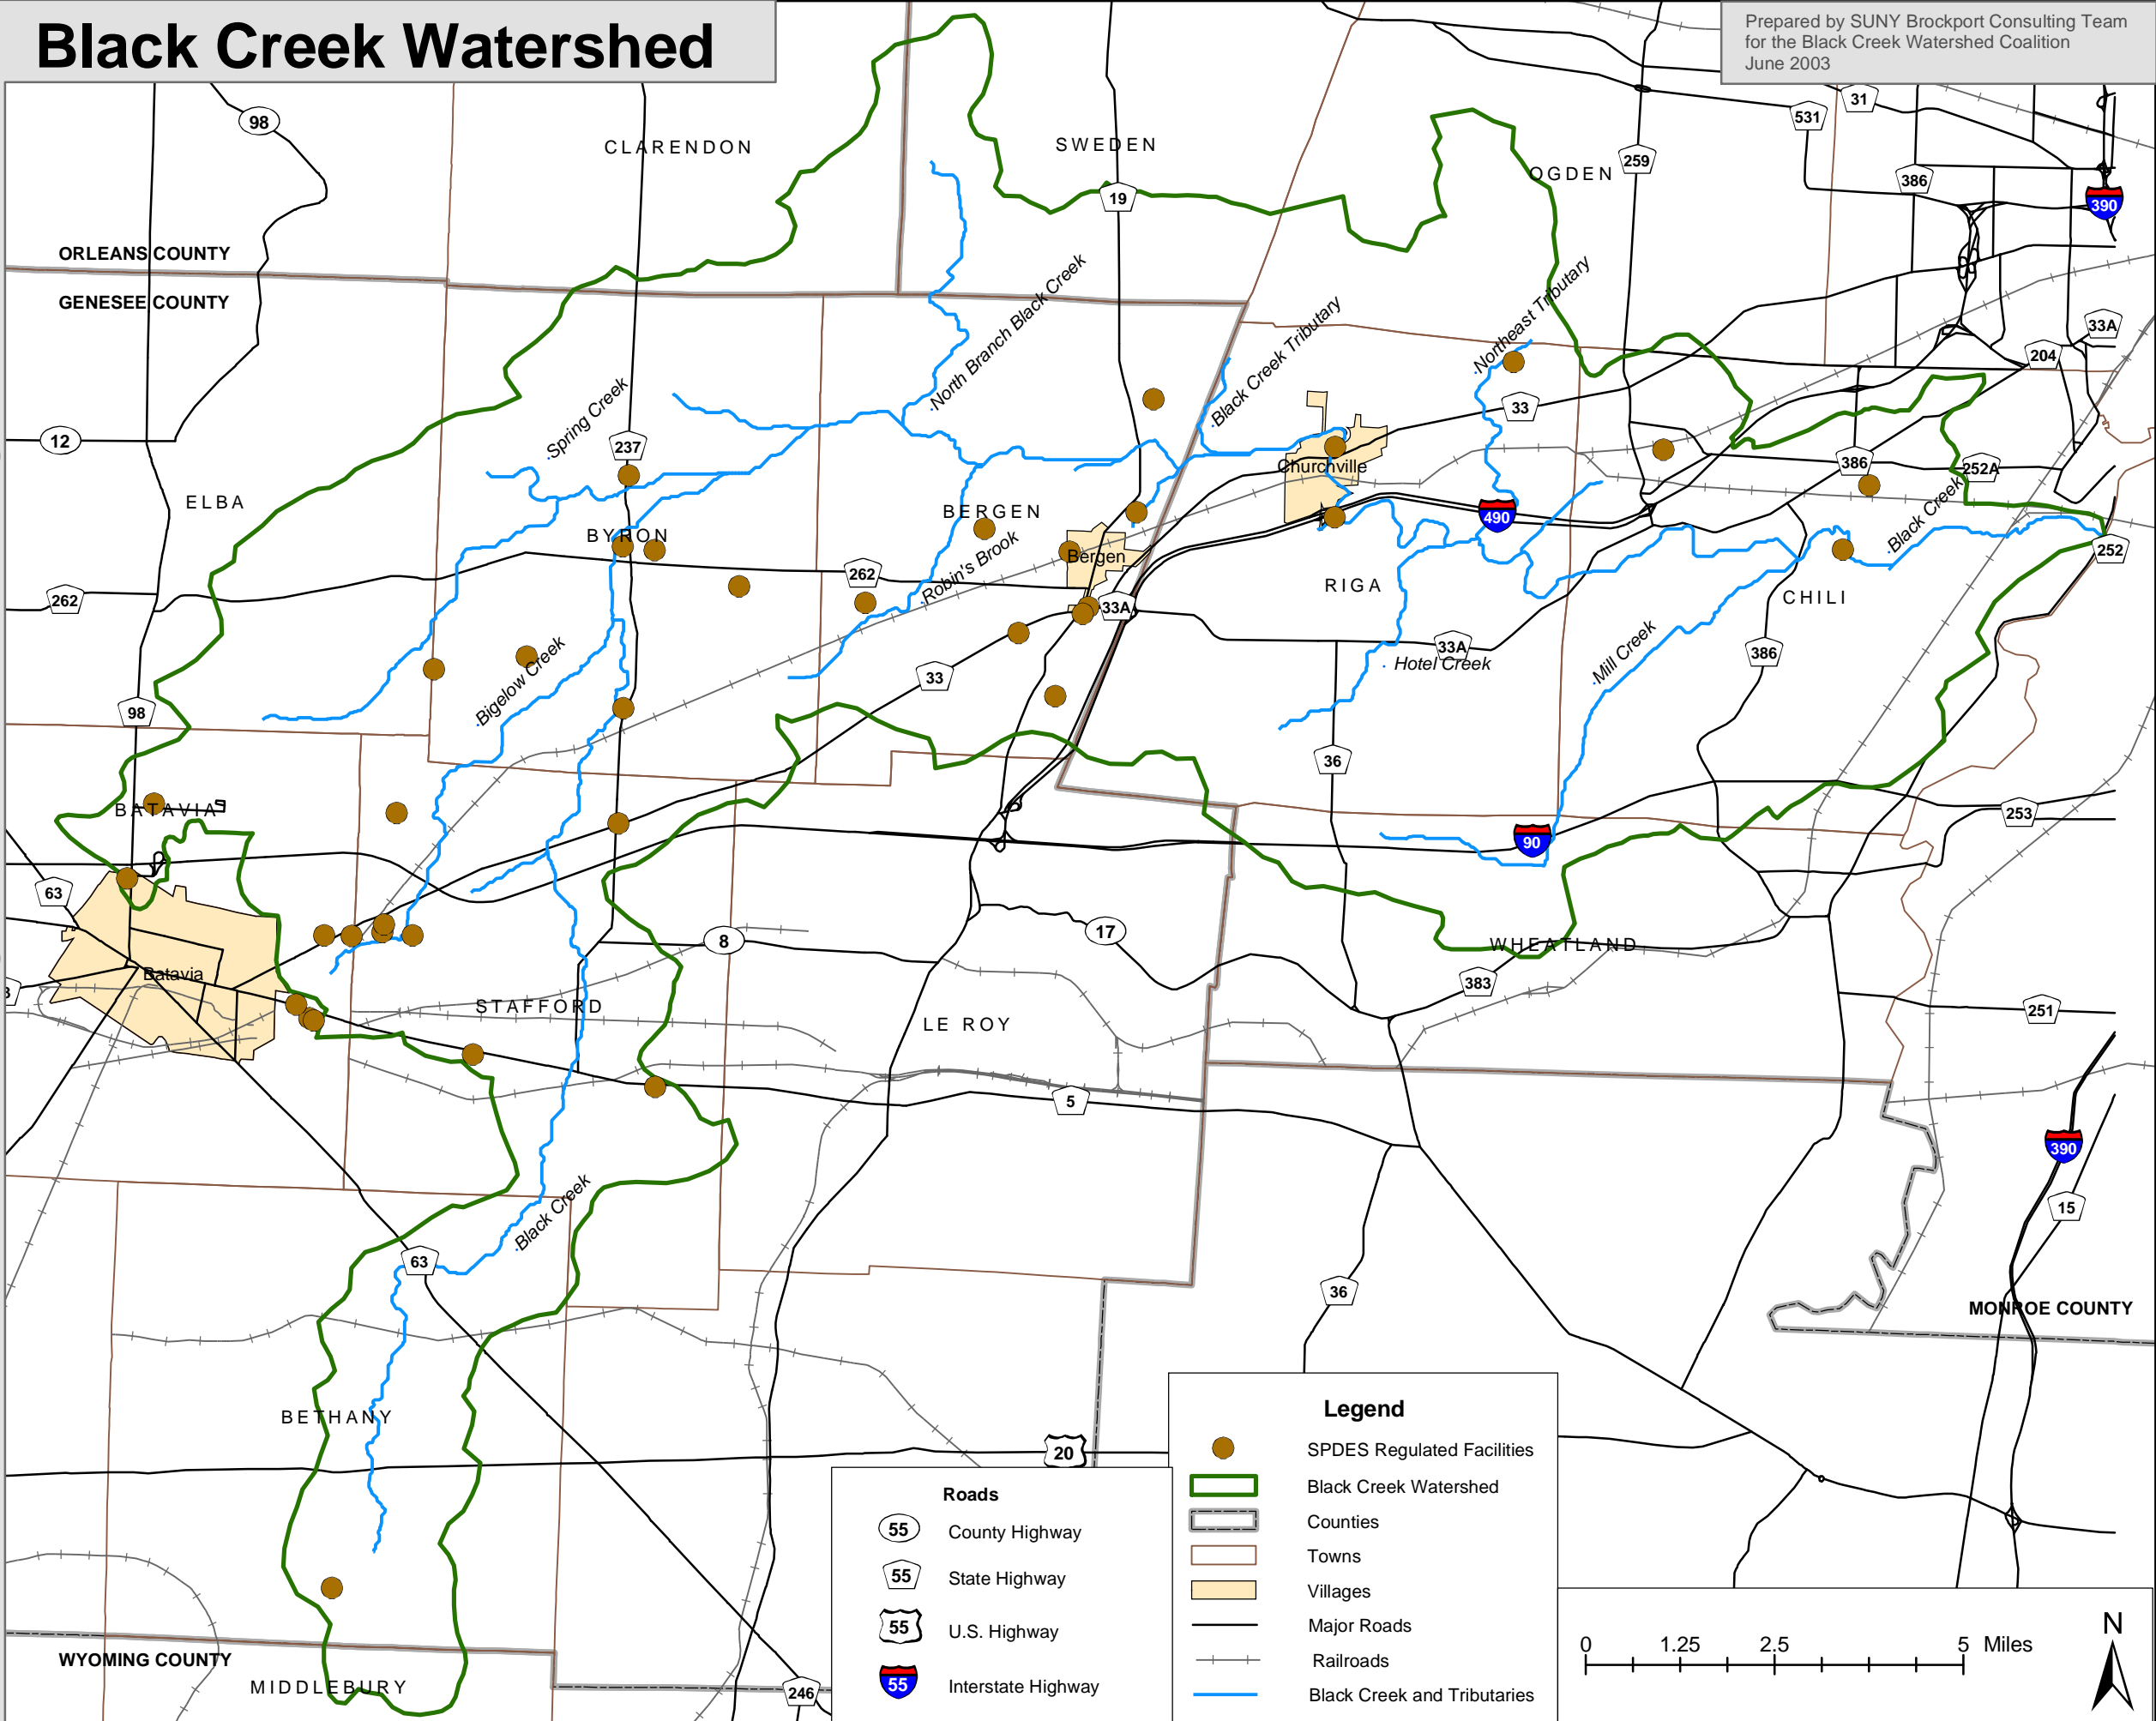 Black Creek Watershed
Prepared by SUNY Brockport Consulting Team
for the Black Creek Watershed Coalition
June 2003
98
CLARENDON
SWEDEN
OGDEN
259
531
31
386
390
19
ORLEANS COUNTY
GENESEE COUNTY
North Branch Black Creek
Black Creek Tributary
Northeast Tributary
33A
204
Spring Creek
33
12
237
Churchville
386
252A
ELBA
BERGEN
490
Black Creek
BYRON
Robin's Brook
Bergen
252
262
262
RIGA
CHILI
33A
33A
Hotel Creek
Mill Creek
386
Bigelow Creek
33
98
36
BATAVIA
90
253
63
8
17
WHEATLAND
Batavia
383
STAFFORD
LE ROY
251
5
390
Black Creek
15
63
36
MONROE COUNTY
BETHANY
20
Legend
SPDES Regulated Facilities
Black Creek Watershed
Counties
Towns
Villages
Major Roads
Railroads
Black Creek and Tributaries
Roads
55 County Highway
55 State Highway
55 U.S. Highway
55 Interstate Highway
WYOMING COUNTY
MIDDLEBURY
246
0 1.25 2.5 5 Miles
N